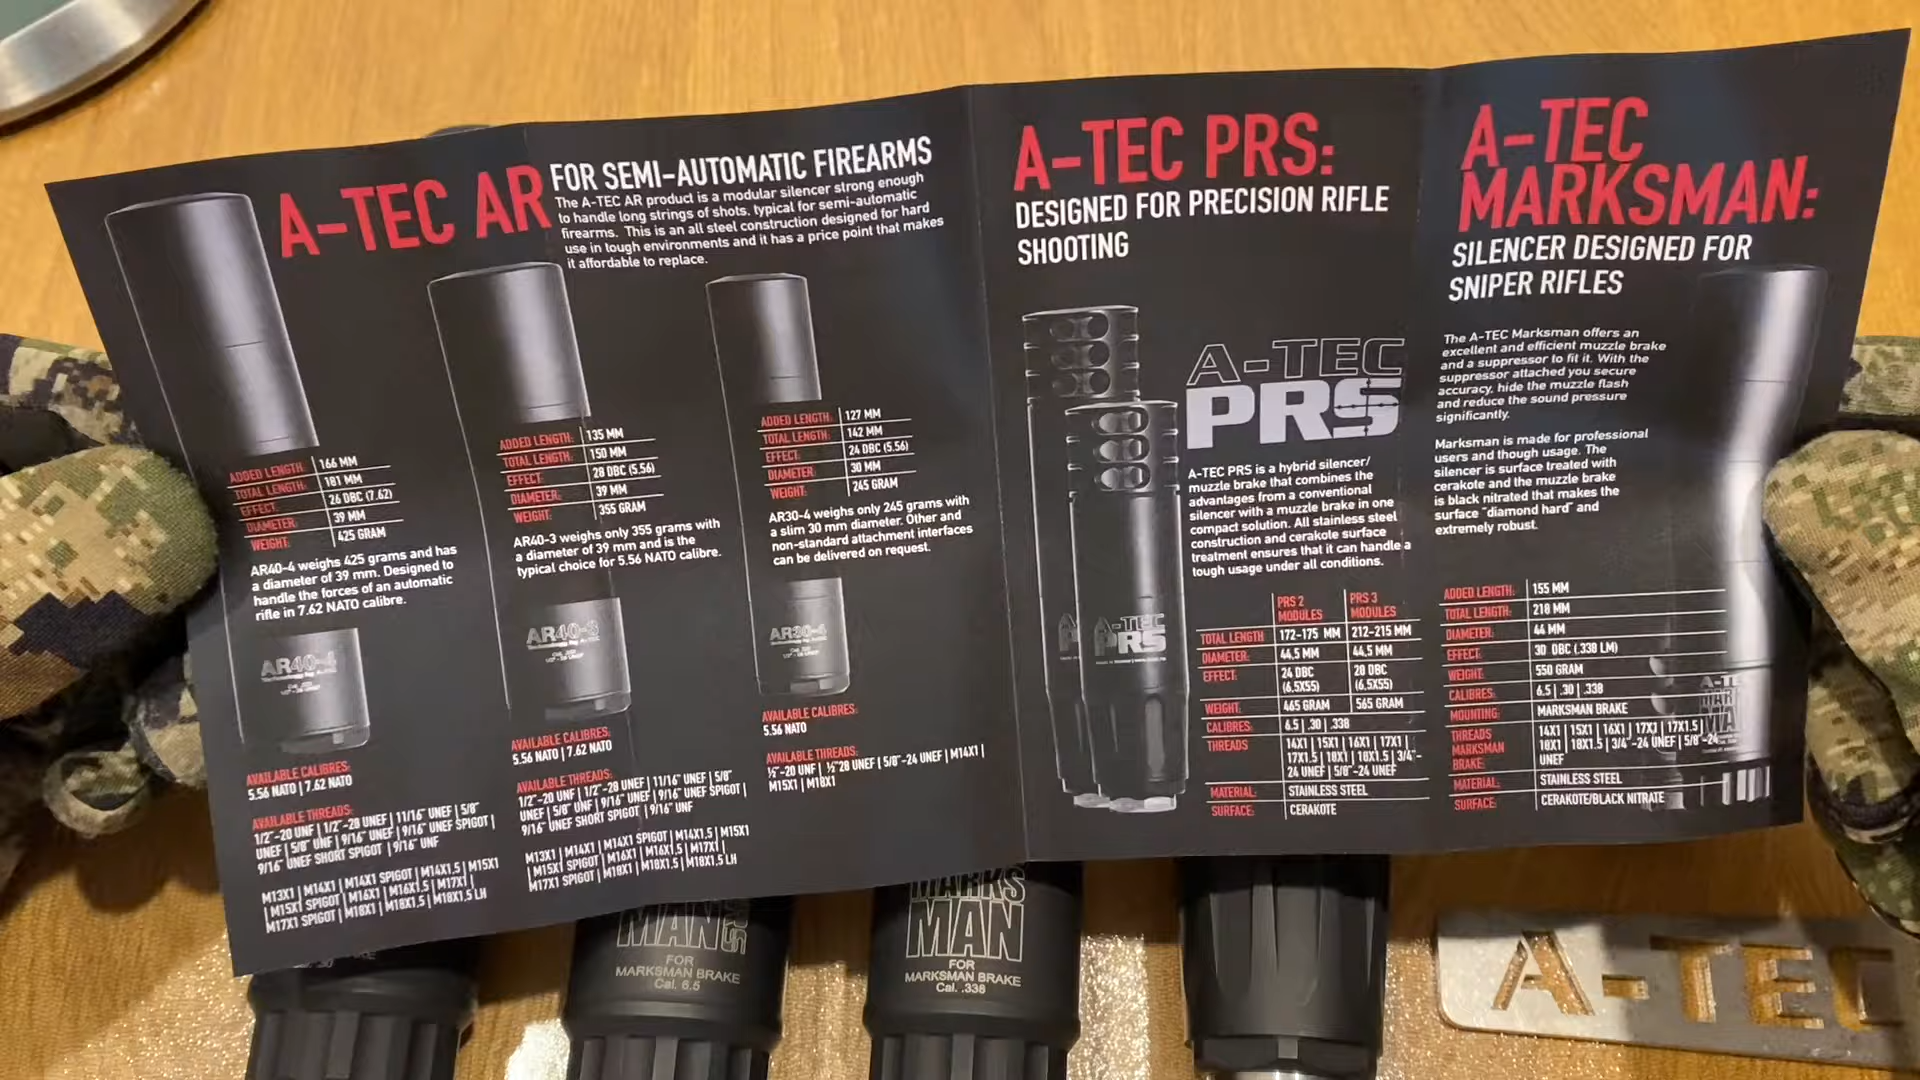 A-TEC AR
FOR SEMI-AUTOMATIC FIREARMS
The A-TEC AR product is a modular silencer strong enough
to handle long strings of shots. typical for semi-automatic
firearms. This is an all steel construction designed for hard
use in tough environments and it has a price point that makes
it affordable to replace.
ADDED LENGTH: 166 MM
TOTAL LENGTH: 181 MM
EFFECT: 26 DBC (7.62)
DIAMETER: 39 MM
WEIGHT: 425 GRAM
AR40-4 weighs 425 grams and has
a diameter of 39 mm. Designed to
handle the forces of an automatic
rifle in 7.62 NATO calibre.
AR40-4
AVAILABLE CALIBRES:
5.56 NATO | 7.62 NATO
AVAILABLE THREADS:
1/2"-20 UNF | 1/2"-28 UNEF | 11/16" UNEF | 5/8"
UNEF | 5/8" UNF | 9/16" UNEF | 9/16" UNEF SPIGOT |
9/16" UNEF SHORT SPIGOT | 9/16" UNF
M13X1 | M14X1 | M14X1 SPIGOT | M14X1.5 | M15X1
| M15X1 SPIGOT | M16X1 | M16X1.5 | M17X1 |
M17X1 SPIGOT | M18X1 | M18X1.5 | M18X1.5 LH
ADDED LENGTH: 135 MM
TOTAL LENGTH: 150 MM
EFFECT: 28 DBC (5.56)
DIAMETER: 39 MM
WEIGHT: 355 GRAM
AR40-3 weighs only 355 grams with
a diameter of 39 mm and is the
typical choice for 5.56 NATO calibre.
AR40-3
AVAILABLE CALIBRES:
5.56 NATO | 7.62 NATO
AVAILABLE THREADS:
1/2"-20 UNF | 1/2"-28 UNEF | 11/16" UNEF | 5/8"
UNEF | 5/8" UNF | 9/16" UNEF | 9/16" UNEF SPIGOT |
9/16" UNEF SHORT SPIGOT | 9/16" UNF
M13X1 | M14X1 | M14X1 SPIGOT | M14X1.5 | M15X1
| M15X1 SPIGOT | M16X1 | M16X1.5 | M17X1 |
M17X1 SPIGOT | M18X1 | M18X1.5 | M18X1.5 LH
ADDED LENGTH: 127 MM
TOTAL LENGTH: 142 MM
EFFECT: 24 DBC (5.56)
DIAMETER: 30 MM
WEIGHT: 245 GRAM
AR30-4 weighs only 245 grams with
a slim 30 mm diameter. Other and
non-standard attachment interfaces
can be delivered on request.
AR30-4
AVAILABLE CALIBRES:
5.56 NATO
AVAILABLE THREADS:
½"-20 UNF | ½"28 UNEF | 5/8"-24 UNEF | M14X1 |
M15X1 | M18X1
A-TEC PRS:
DESIGNED FOR PRECISION RIFLE
SHOOTING
A-TEC
PRS
A-TEC PRS is a hybrid silencer/
muzzle brake that combines the
advantages from a conventional
silencer with a muzzle brake in one
compact solution. All stainless steel
construction and cerakote surface
treatment ensures that it can handle a
tough usage under all conditions.
A-TEC
PRS
PRS 2 MODULES PRS 3 MODULES
TOTAL LENGTH 172-175 MM 212-215 MM
DIAMETER: 44,5 MM 44,5 MM
EFFECT: 24 DBC (6,5X55) 28 DBC (6,5X55)
WEIGHT: 465 GRAM 565 GRAM
CALIBRES: 6.5 | .30 | .338
THREADS 14X1 | 15X1 | 16X1 | 17X1 |
17X1.5 | 18X1 | 18X1.5 | 3/4"-
24 UNEF | 5/8"-24 UNEF
MATERIAL: STAINLESS STEEL
SURFACE: CERAKOTE
A-TEC
MARKSMAN:
SILENCER DESIGNED FOR
SNIPER RIFLES
The A-TEC Marksman offers an
excellent and efficient muzzle brake
and a suppressor to fit it. With the
suppressor attached you secure
accuracy, hide the muzzle flash
and reduce the sound pressure
significantly.
Marksman is made for professional
users and though usage. The
silencer is surface treated with
cerakote and the muzzle brake
is black nitrated that makes the
surface "diamond hard" and
extremely robust.
ADDED LENGTH: 155 MM
TOTAL LENGTH: 218 MM
DIAMETER: 44 MM
EFFECT: 30 DBC (.338 LM)
WEIGHT: 550 GRAM
CALIBRES: 6.5 | .30 | .338
MOUNTING: MARKSMAN BRAKE
THREADS MARKSMAN BRAKE: 14X1 | 15X1 | 16X1 | 17X1 | 17X1.5 |
18X1 | 18X1.5 | 3/4"-24 UNEF | 5/8"-24
UNEF
MATERIAL: STAINLESS STEEL
SURFACE: CERAKOTE/BLACK NITRATE
MAN
FOR
MARKSMAN BRAKE
Cal. 6.5
MARKS
MAN
FOR
MARKSMAN BRAKE
Cal. .338
A-TEC